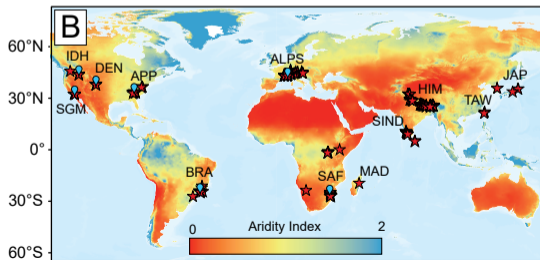 B
60°N
30°N
0°
30°S
60°S
IDH
DEN
APP
SGM
ALPS
HIM
JAP
TAW
SIND
BRA
SAF
MAD
Aridity Index
0 2